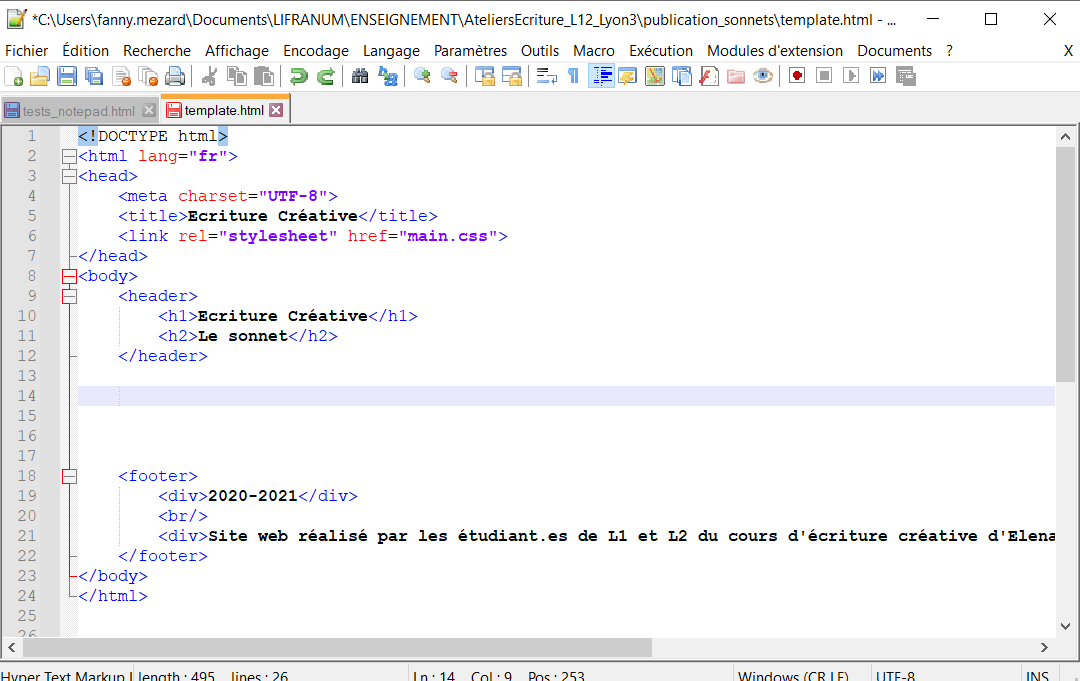 *C:\Users\fanny.mezard\Documents\LIFRANUM\ENSEIGNEMENT\AteliersEcriture_L12_Lyon3\publication_sonnets\template.html - ...
Fichier Édition Recherche Affichage Encodage Langage Paramètres Outils Macro Exécution Modules d'extension Documents ? X
tests_notepad.html template.html
1 <!DOCTYPE html>
2 <html lang="fr">
3 <head>
4 <meta charset="UTF-8">
5 <title>Ecriture Créative</title>
6 <link rel="stylesheet" href="main.css">
7 </head>
8 <body>
9 <header>
10 <h1>Ecriture Créative</h1>
11 <h2>Le sonnet</h2>
12 </header>
13
14
15
16
17
18 <footer>
19 <div>2020-2021</div>
20 <br/>
21 <div>Site web réalisé par les étudiant.es de L1 et L2 du cours d'écriture créative d'Elena
22 </footer>
23 </body>
24 </html>
25
26
Hyper Text Markup l length : 495 lines : 26 Ln : 14 Col : 9 Pos : 253 Windows (CR LF) UTF-8 INS